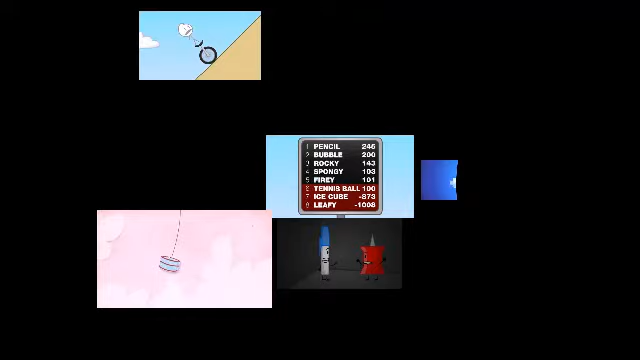 1 PENCIL 246
2 BUBBLE 200
3 ROCKY 143
4 SPONGY 103
5 FIREY 101
6 TENNIS BALL 100
7 ICE CUBE -873
8 LEAFY -1008